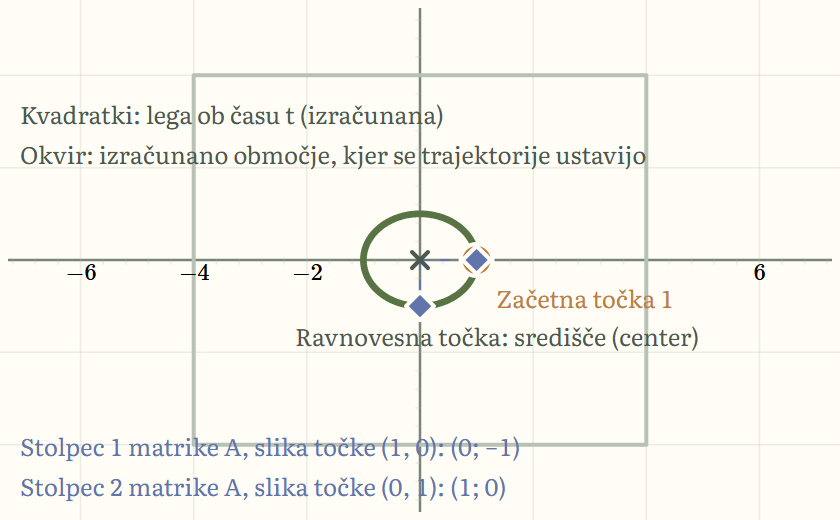 Kvadratki: lega ob času t (izračunana)
Okvir: izračunano območje, kjer se trajektorije ustavijo
−6
−4
−2
6
Začetna točka 1
Ravnovesna točka: središče (center)
Stolpec 1 matrike A, slika točke (1, 0): (0; −1)
Stolpec 2 matrike A, slika točke (0, 1): (1; 0)